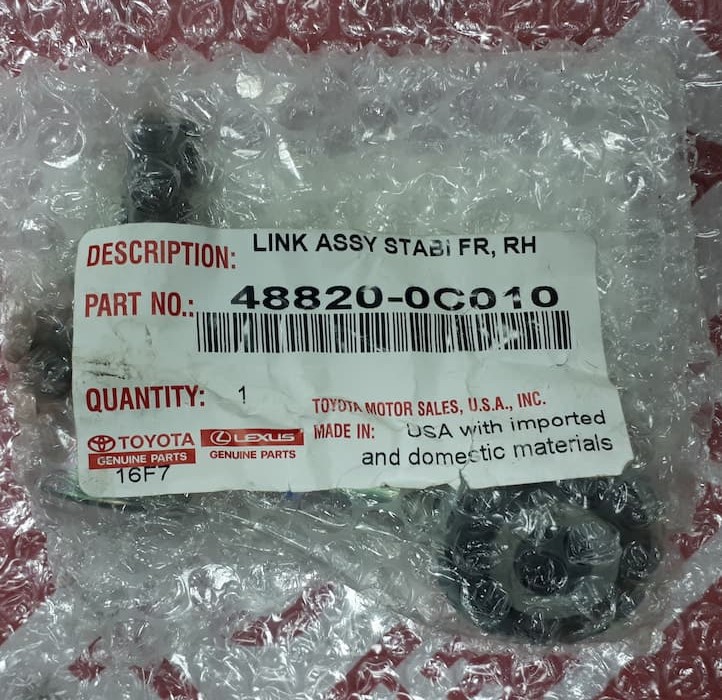 DESCRIPTION: LINK ASSY STABI FR, RH
PART NO.: 48820-0C010
QUANTITY: 1
TOYOTA MOTOR SALES, U.S.A., INC.
TOYOTA
GENUINE PARTS
LEXUS
GENUINE PARTS
MADE IN: USA with imported
and domestic materials
16F7